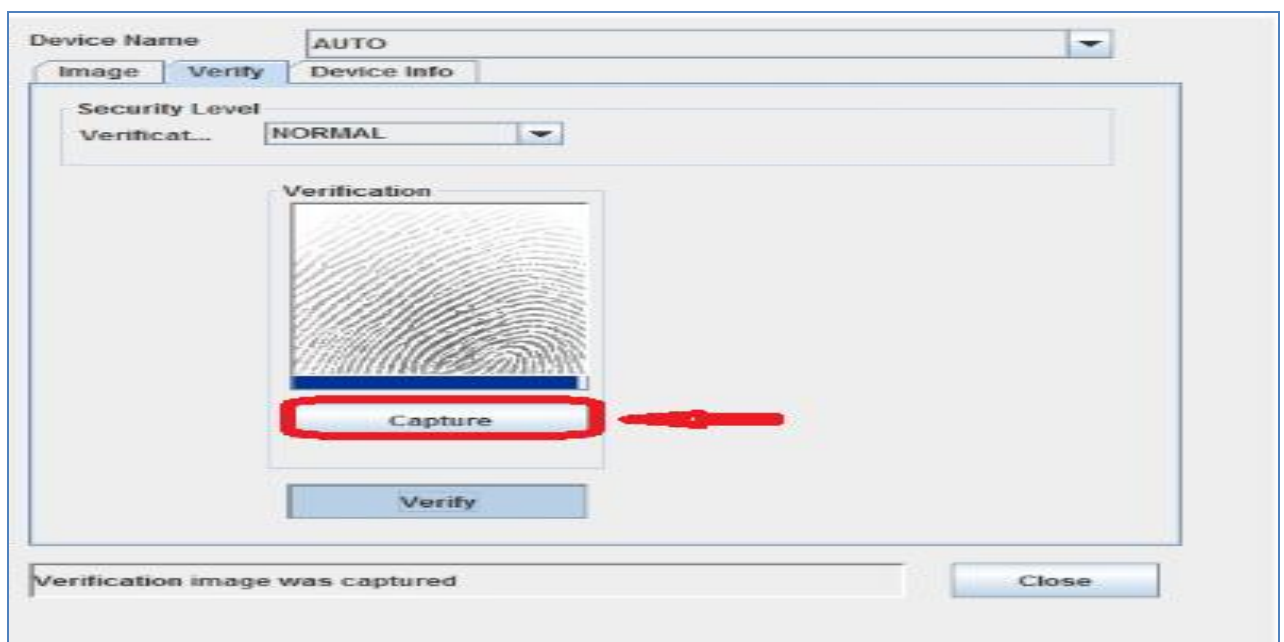 Device Name AUTO
Image Verify Device Info
Security Level
Verificat... NORMAL
Verification
Capture
Verify
Verification image was captured Close